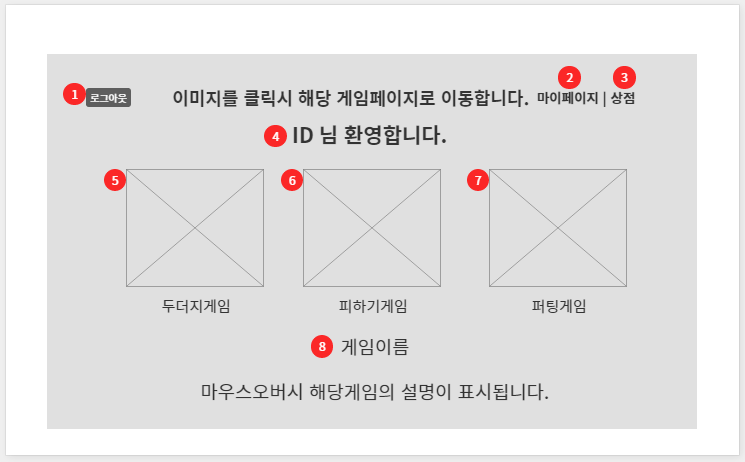 1 로그아웃 이미지를 클릭시 해당 게임페이지로 이동합니다. 2 마이페이지 | 3 상점
4 ID 님 환영합니다.
5 6 7
두더지게임 피하기게임 퍼팅게임
8 게임이름
마우스오버시 해당게임의 설명이 표시됩니다.